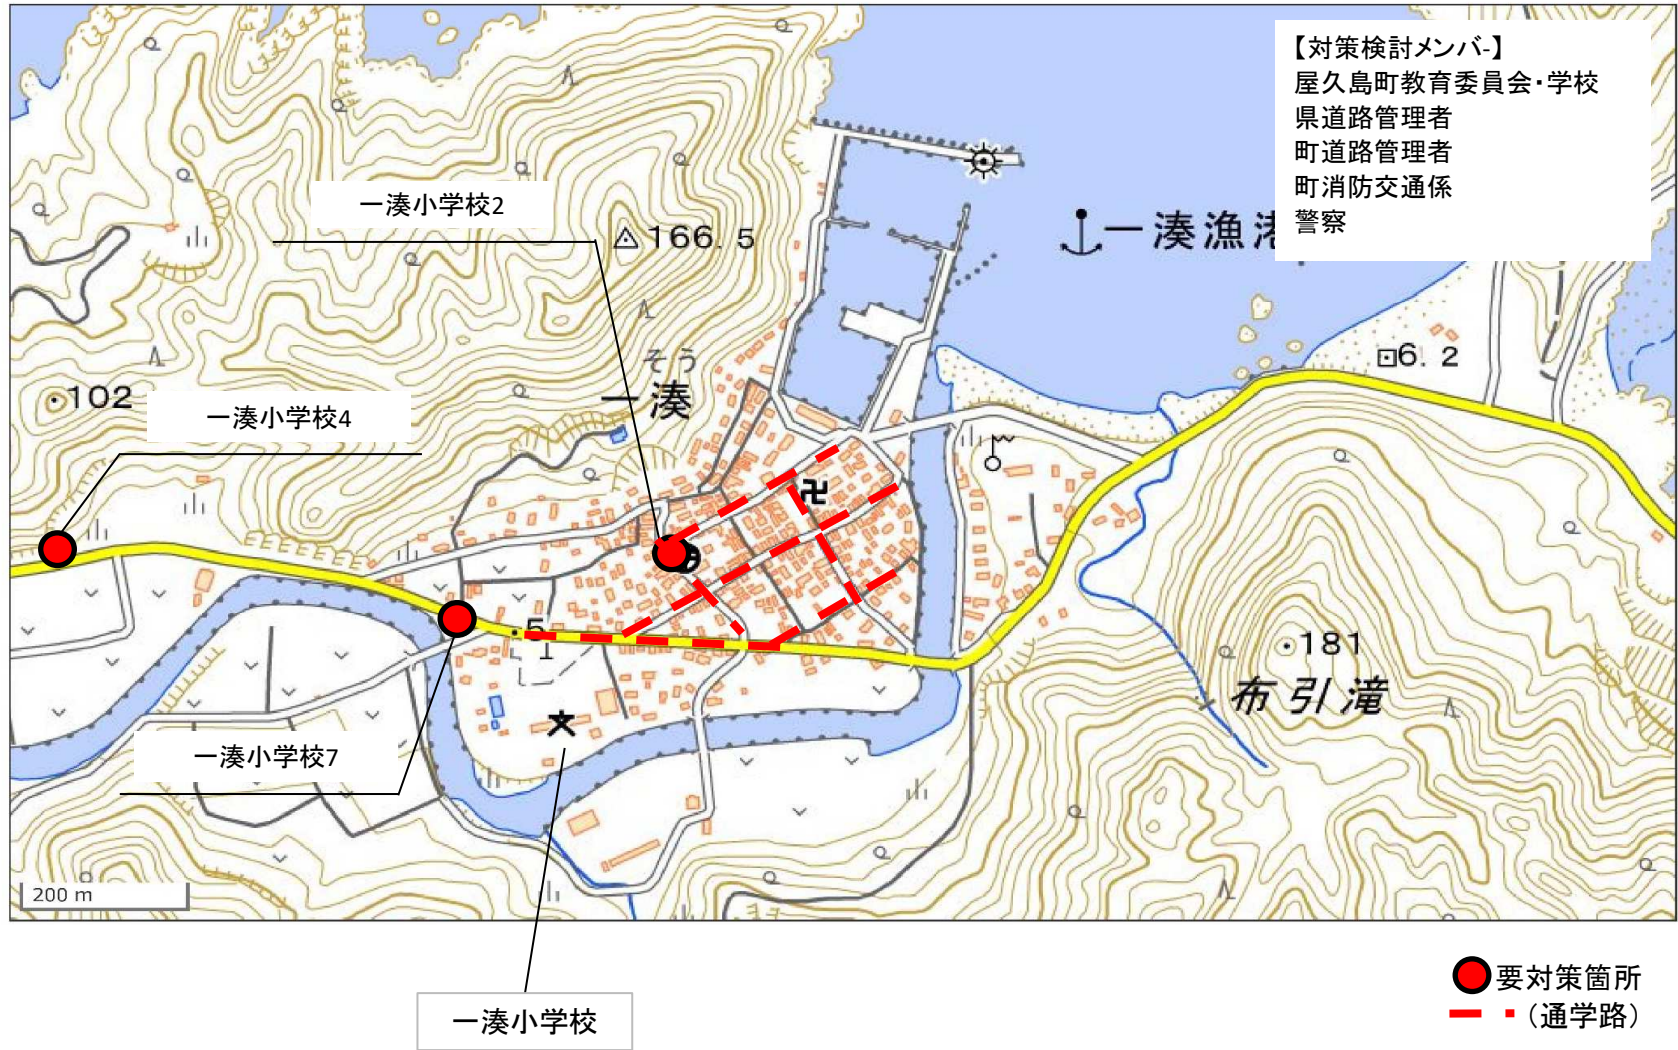 【対策検討メンバ-】
屋久島町教育委員会・学校
県道路管理者
町道路管理者
町消防交通係
警察
一湊小学校2
166.5
一湊漁港
そう
一湊
6.2
102
一湊小学校4
卍
5
181
布引滝
文
一湊小学校7
200 m
一湊小学校
要対策箇所
(通学路)